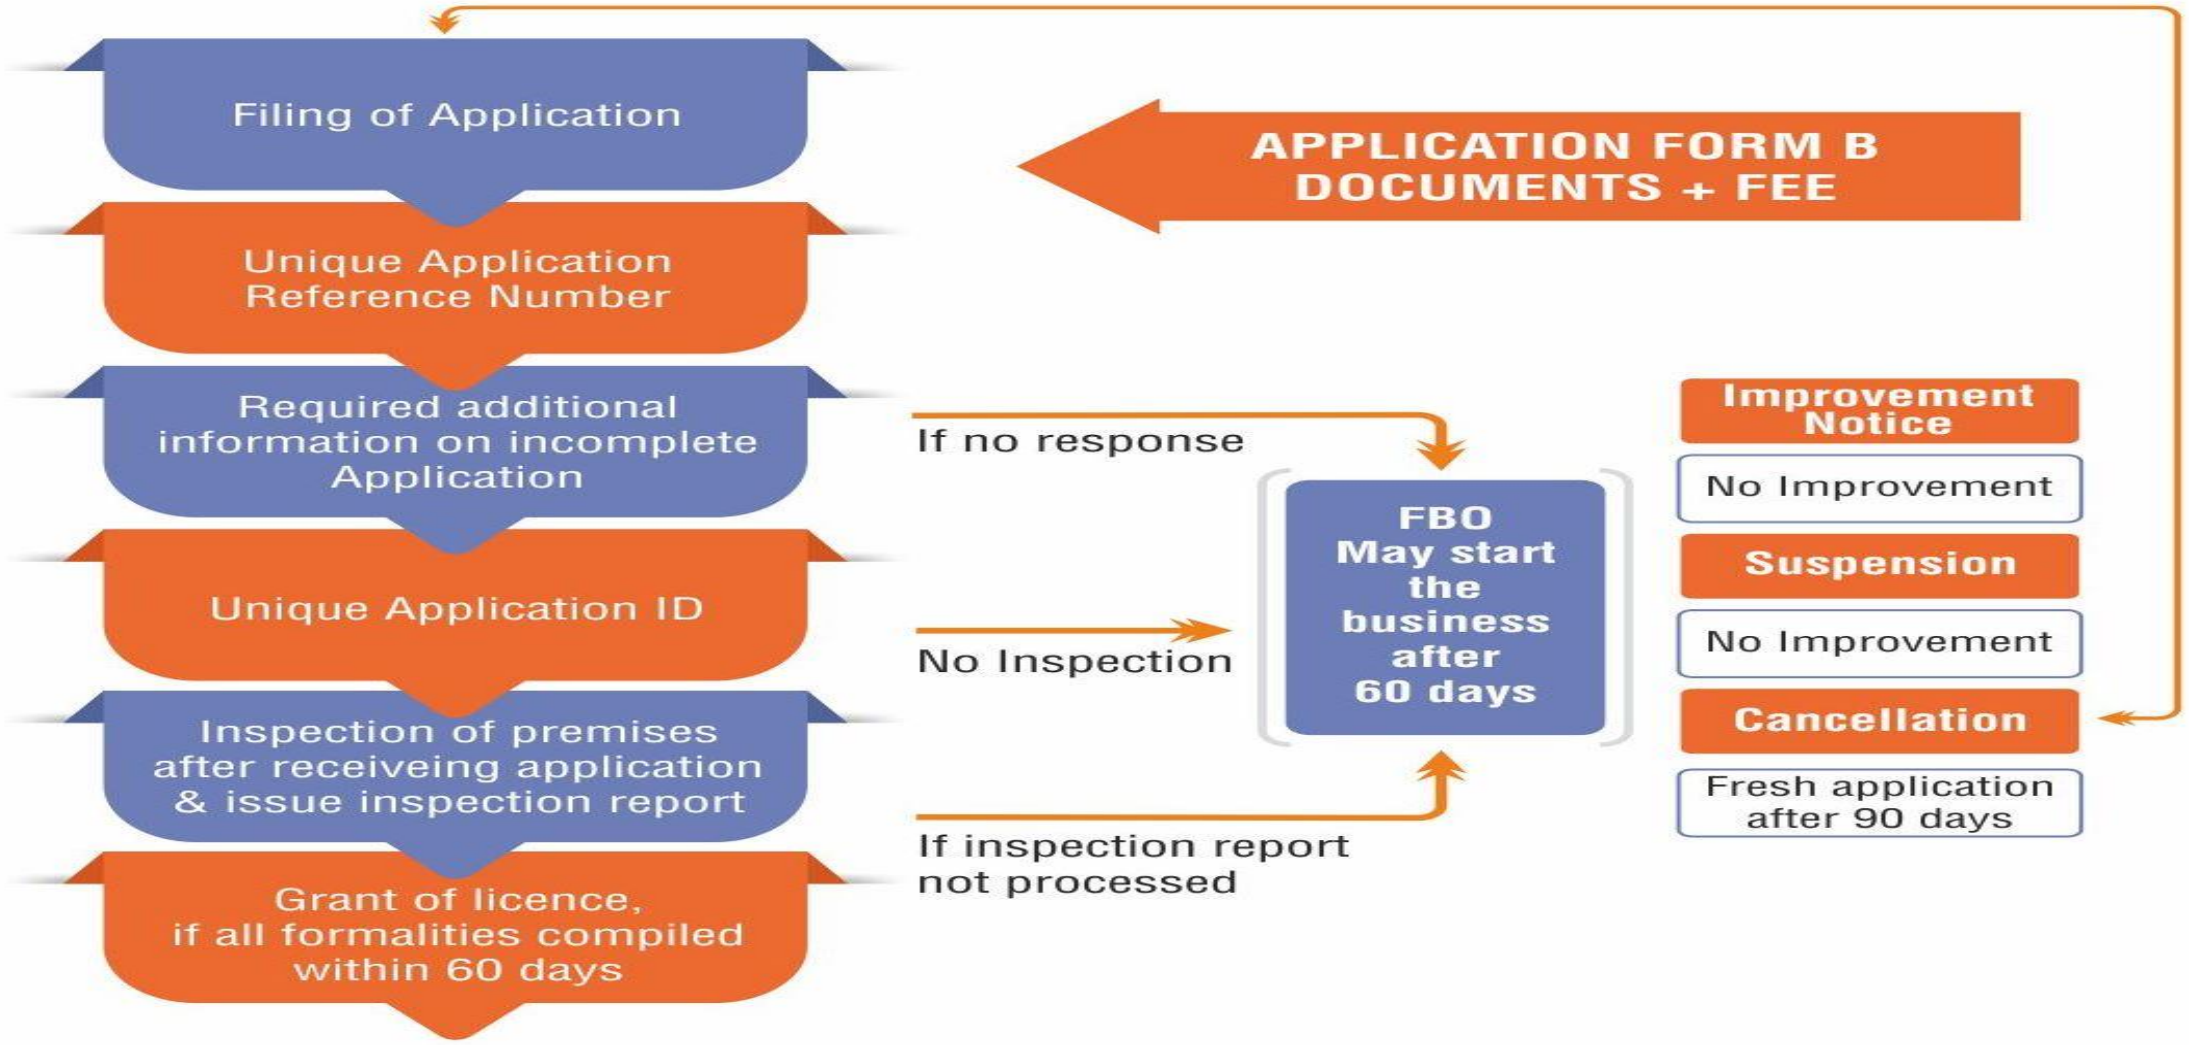 Filing of Application
APPLICATION FORM B
DOCUMENTS + FEE
Unique Application
Reference Number
Required additional
information on incomplete
Application
Unique Application ID
Inspection of premises
after receiveing application
& issue inspection report
Grant of licence,
if all formalities compiled
within 60 days
If no response
No Inspection
If inspection report
not processed
FBO
May start
the
business
after
60 days
Improvement
Notice
No Improvement
Suspension
No Improvement
Cancellation
Fresh application
after 90 days